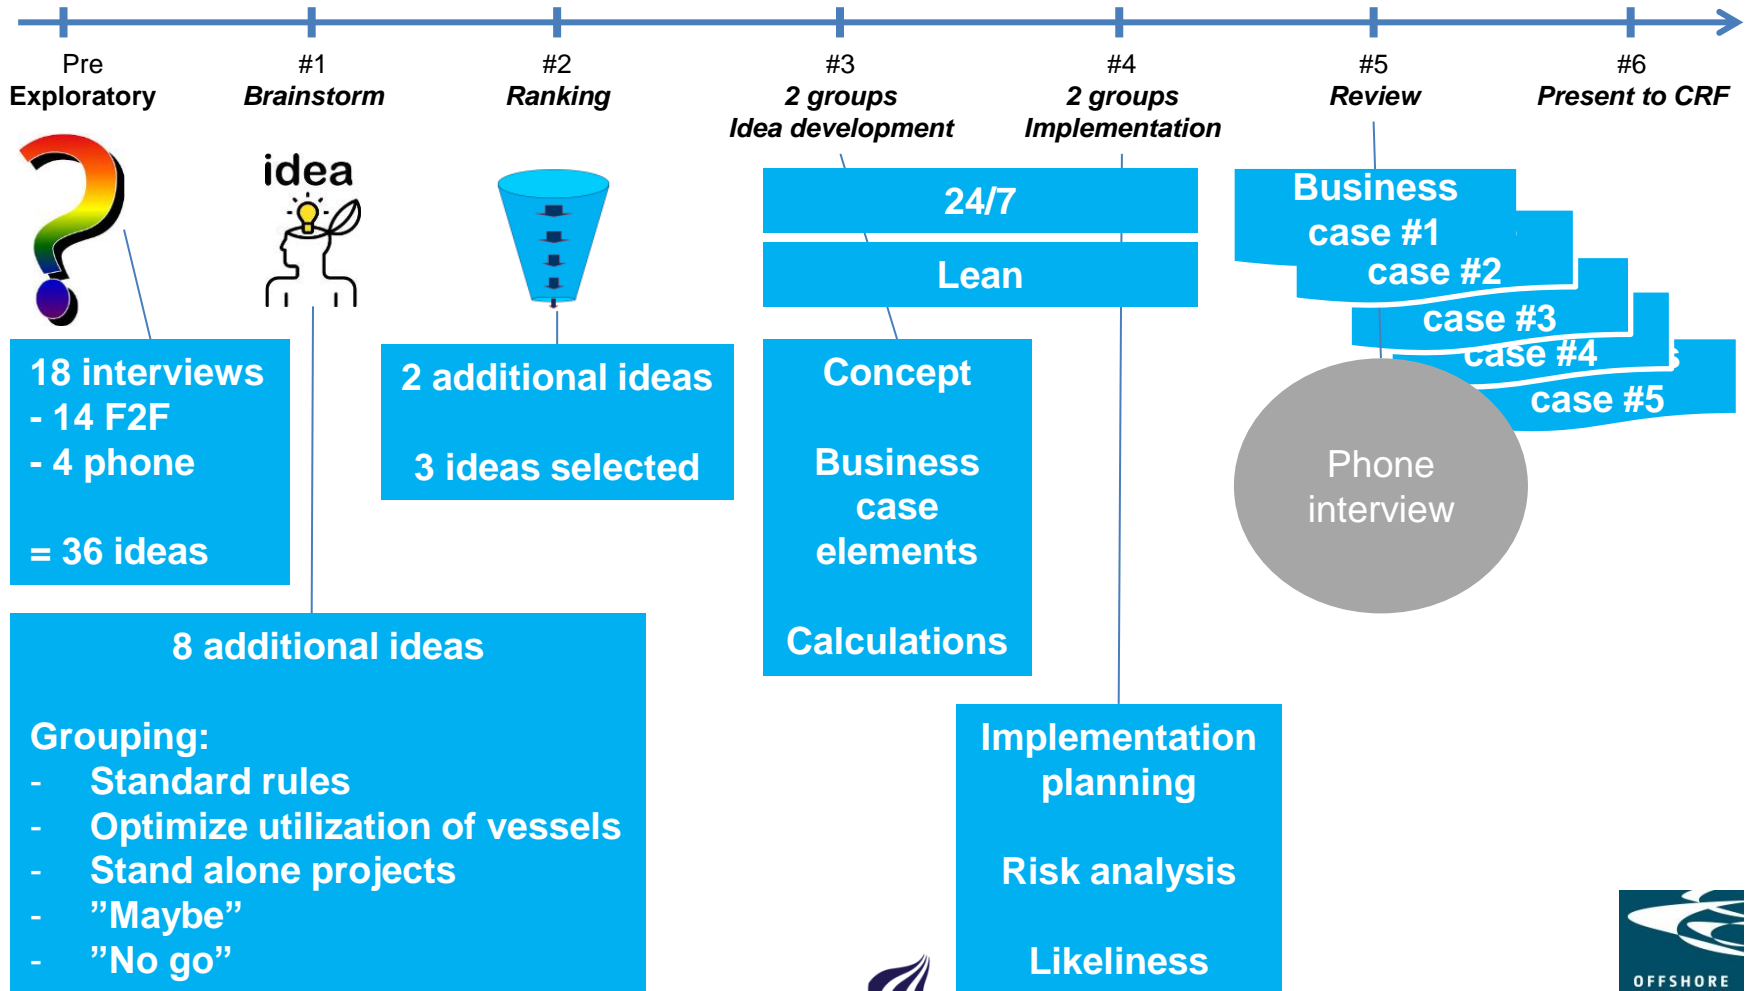 Pre
Exploratory
#1
Brainstorm
#2
Ranking
#3
2 groups
Idea development
#4
2 groups
Implementation
#5
Review
#6
Present to CRF
idea
24/7
Lean
Business
case #1
case #2
case #3
case #4
case #5
18 interviews
- 14 F2F
- 4 phone
= 36 ideas
2 additional ideas
3 ideas selected
Concept
Business
case
elements
Calculations
Phone
interview
8 additional ideas
Grouping:
- Standard rules
- Optimize utilization of vessels
- Stand alone projects
- ”Maybe”
- ”No go”
Implementation
planning
Risk analysis
Likeliness
OFFSHORE